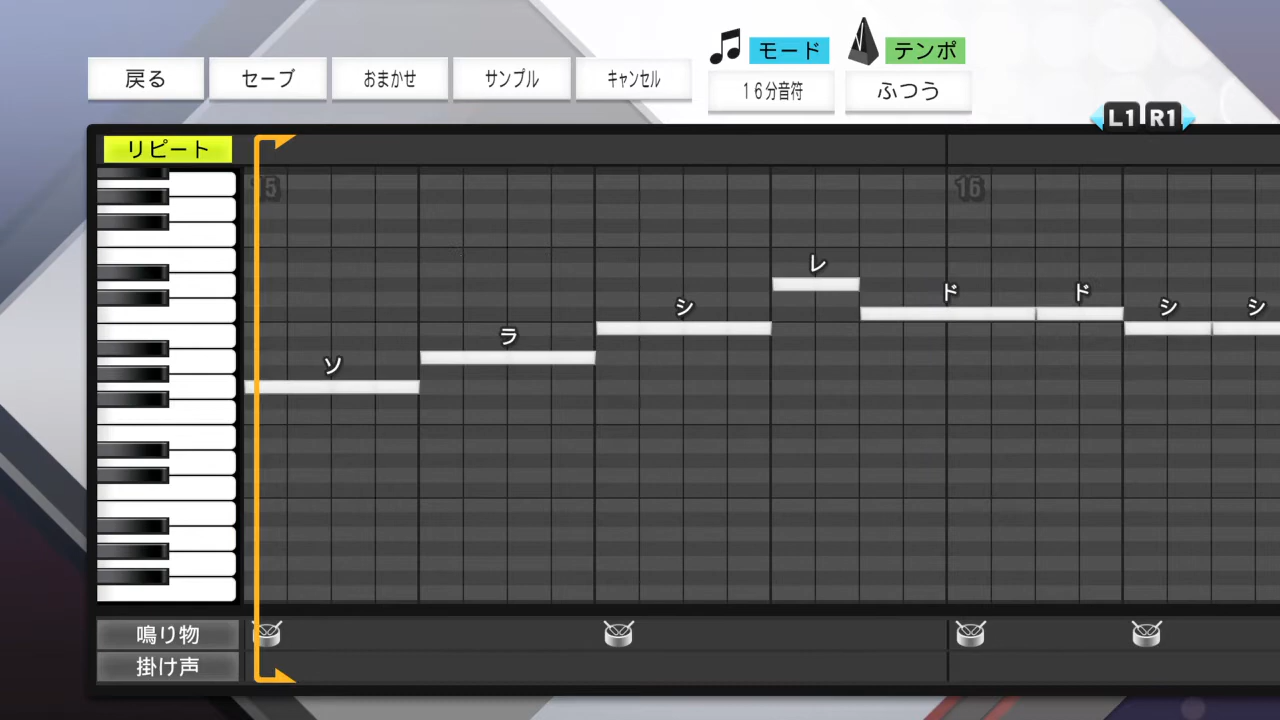 モード
テンポ
戻る
セーブ
おまかせ
サンプル
キャンセル
16分音符
ふつう
L1 R1
リピート
15
16
レ
ド
ド
シ
シ
シ
ラ
ソ
鳴り物
掛け声